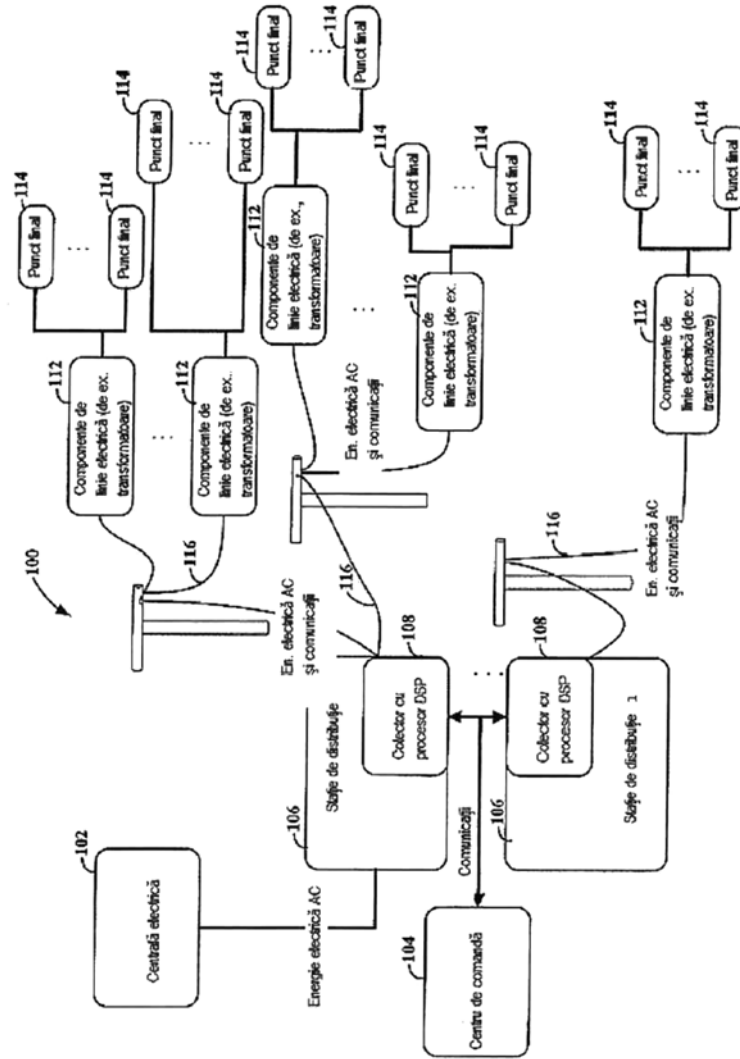 100
102
Centrală electrică
Energie electrică AC
104
Centru de comandă
Comunicații
106
Stație de distribuție
108
Colector cu
procesor DSP
. . .
106
Stație de distribuție 1
108
Colector cu
procesor DSP
En. electrică AC
și comunicații
116
112
Componente de
linie electrică (de ex.
transformatoare)
. . .
112
Componente de
linie electrică (de ex.
transformatoare)
114
Punct final
. . .
114
Punct final
114
Punct final
. . .
114
Punct final
116
En. electrică AC
și comunicații
112
Componente de
linie electrică (de ex.,
transformatoare)
. . .
112
Componente de
linie electrică (de ex.
transformatoare)
114
Punct final
. . .
114
Punct final
114
Punct final
. . .
114
Punct final
116
En. electrică AC
și comunicații
112
Componente de
linie electrică (de ex.
transformatoare)
114
Punct final
. . .
114
Punct final